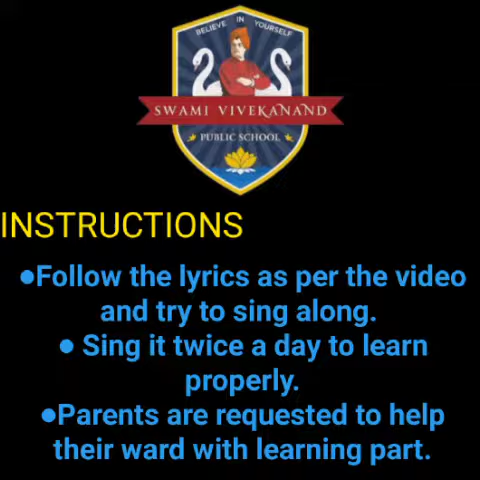 BELIEVE IN YOURSELF
SWAMI VIVEKANAND
PUBLIC SCHOOL
INSTRUCTIONS
●Follow the lyrics as per the video
and try to sing along.
● Sing it twice a day to learn
properly.
●Parents are requested to help
their ward with learning part.